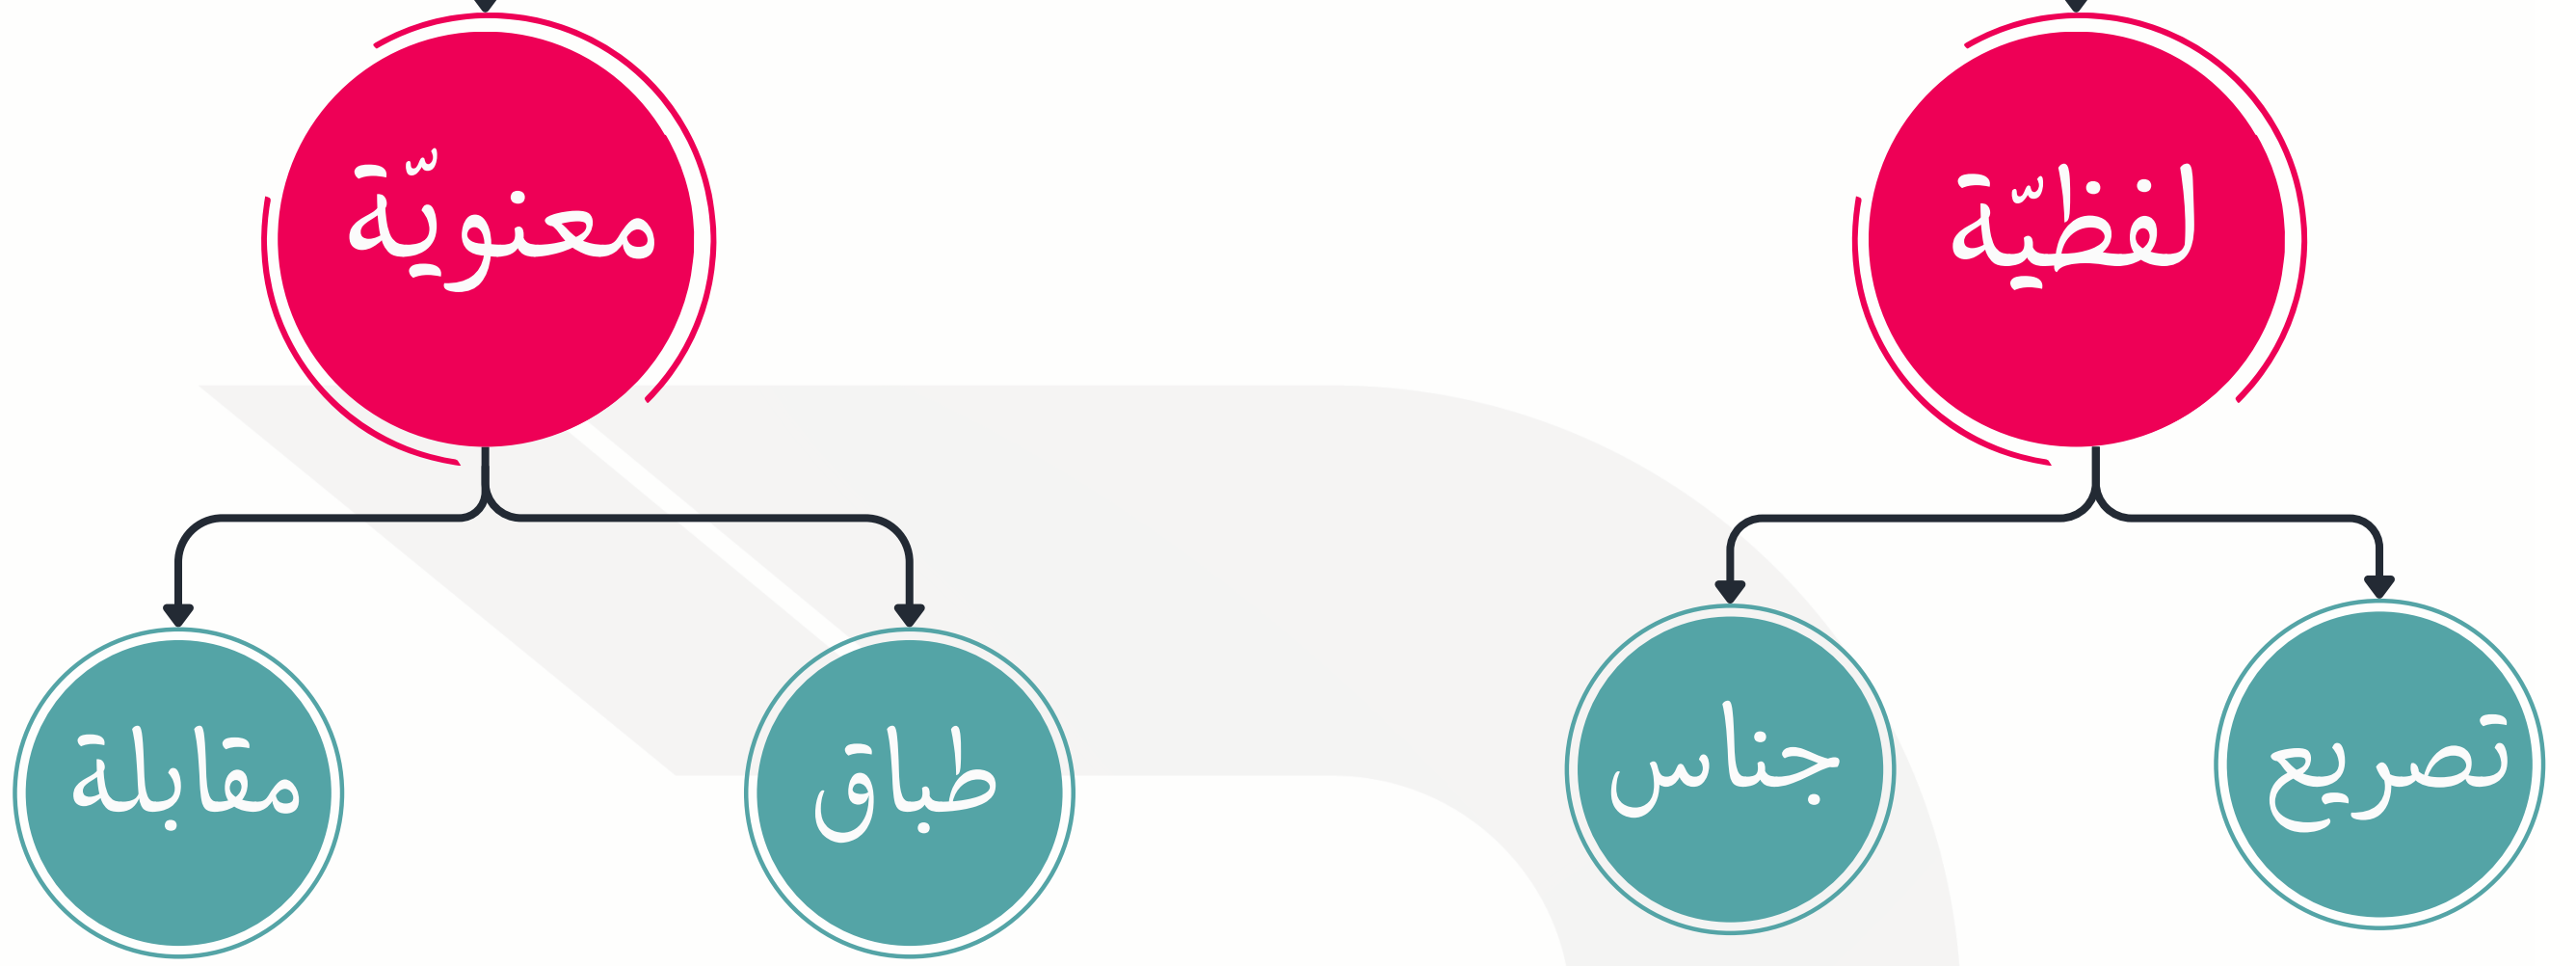 لفظيّة
معنويّة
تصريع
جناس
طباق
مقابلة